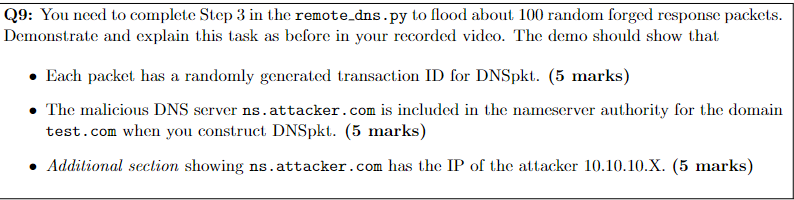 Q9: You need to complete Step 3 in the remote_dns.py to flood about 100 random forged response packets.
Demonstrate and explain this task as before in your recorded video. The demo should show that
• Each packet has a randomly generated transaction ID for DNSpkt. (5 marks)
• The malicious DNS server ns.attacker.com is included in the nameserver authority for the domain
test.com when you construct DNSpkt. (5 marks)
• Additional section showing ns.attacker.com has the IP of the attacker 10.10.10.X. (5 marks)